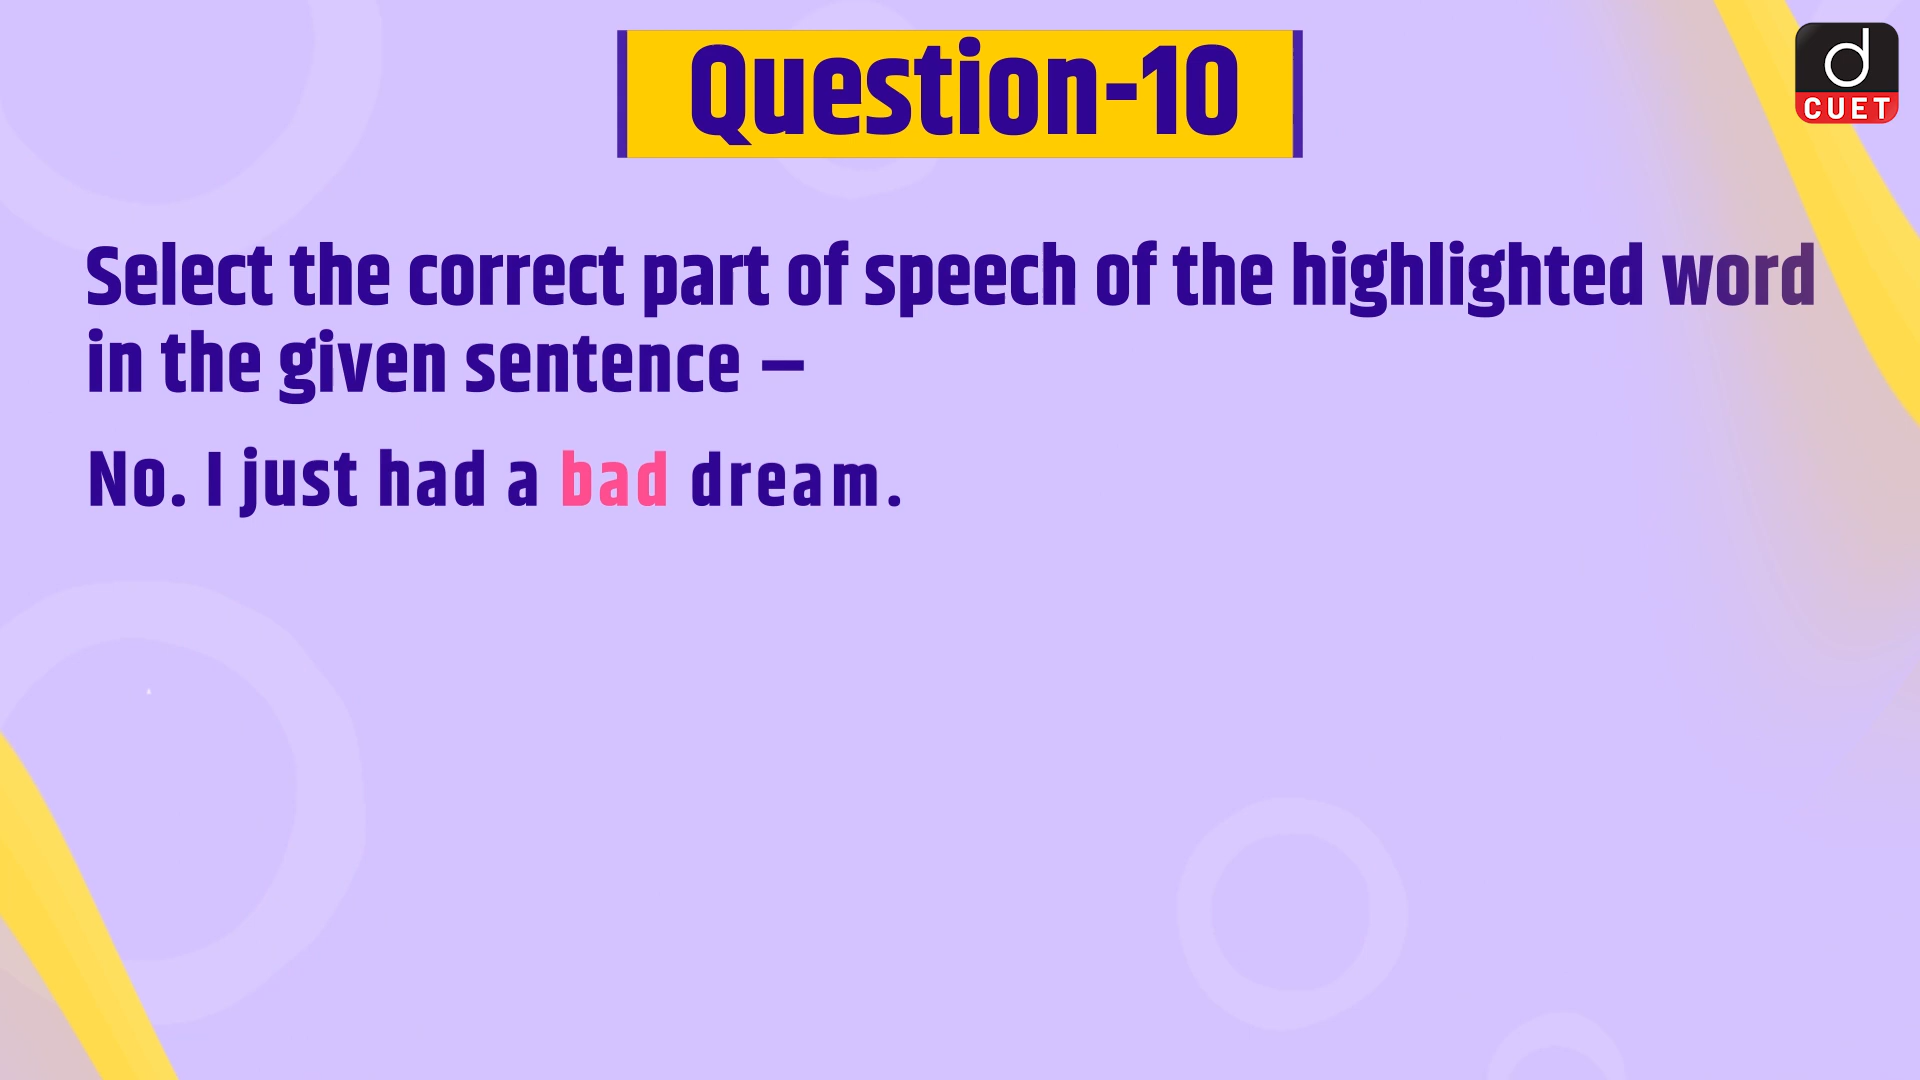 Question-10
d
CUET
Select the correct part of speech of the highlighted word
in the given sentence –
No. I just had a bad dream.